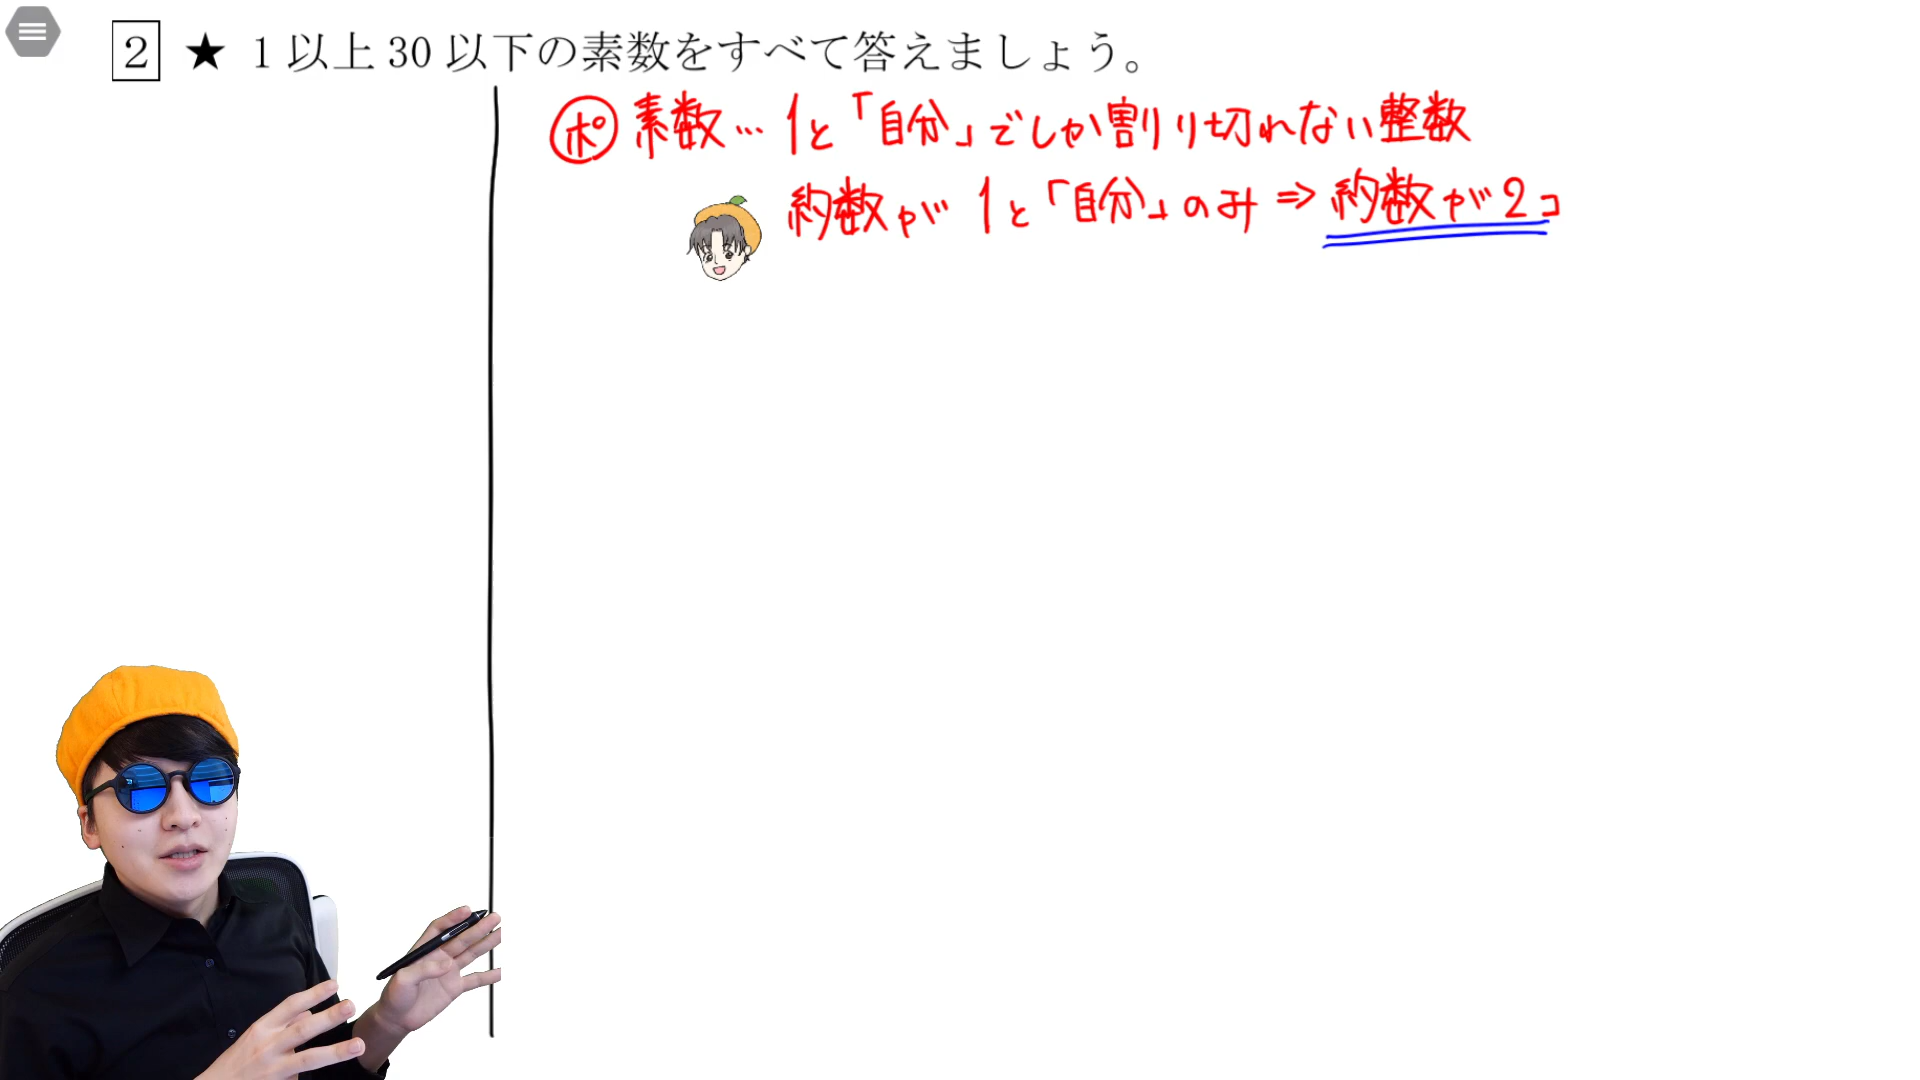 2 ★ 1以上30以下の素数をすべて答えましょう。
ポ 素数… 1と「自分」でしか割り切れない整数
約数が 1と「自分」のみ ⇒ 約数が2コ